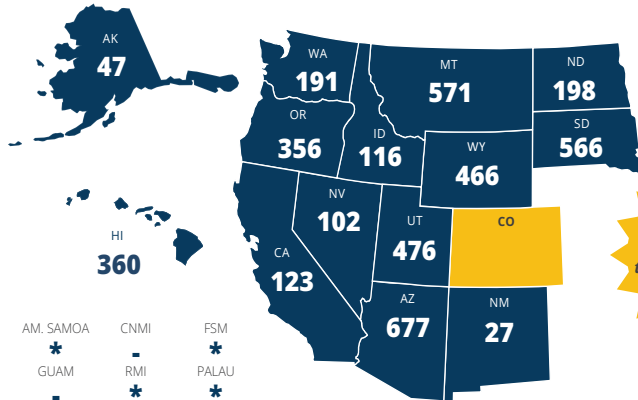 AK
47
WA
191
MT
571
ND
198
OR
356
ID
116
SD
566
WY
466
NV
102
UT
476
CO
HI
360
CA
123
AZ
677
NM
27
AM. SAMOA CNMI FSM
* - *
GUAM RMI PALAU
- * *